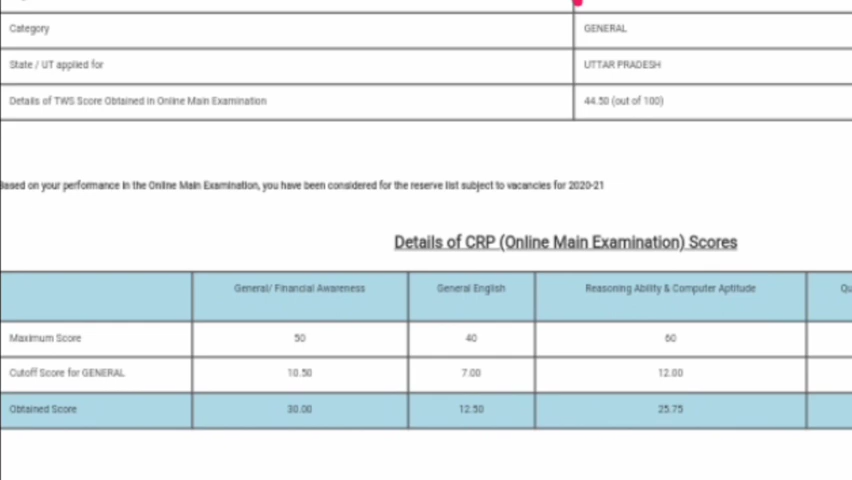 Category GENERAL
State / UT applied for UTTAR PRADESH
Details of TWS Score Obtained in Online Main Examination 44.50 (out of 100)
Based on your performance in the Online Main Examination, you have been considered for the reserve list subject to vacancies for 2020-21
Details of CRP (Online Main Examination) Scores
General/ Financial Awareness General English Reasoning Ability & Computer Aptitude Qu
Maximum Score 50 40 60
Cutoff Score for GENERAL 10.50 7.00 12.00
Obtained Score 30.00 12.50 25.75